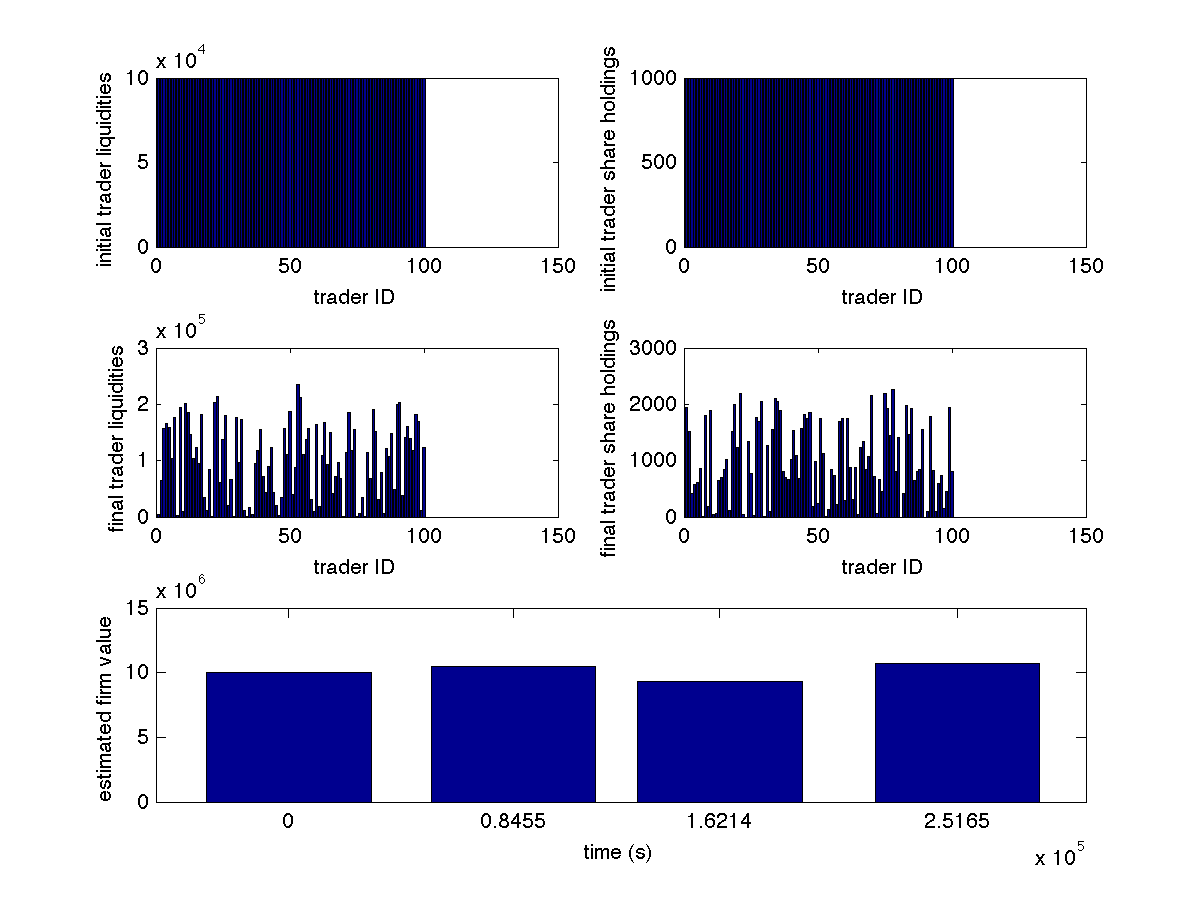 x 10^4
10
5
0
initial trader liquidities
0 50 100 150
trader ID
1000
500
0
initial trader share holdings
0 50 100 150
trader ID
x 10^5
3
2
1
0
final trader liquidities
0 50 100 150
trader ID
3000
2000
1000
0
final trader share holdings
0 50 100 150
trader ID
x 10^6
15
10
5
0
estimated firm value
0 0.8455 1.6214 2.5165
time (s)
x 10^5